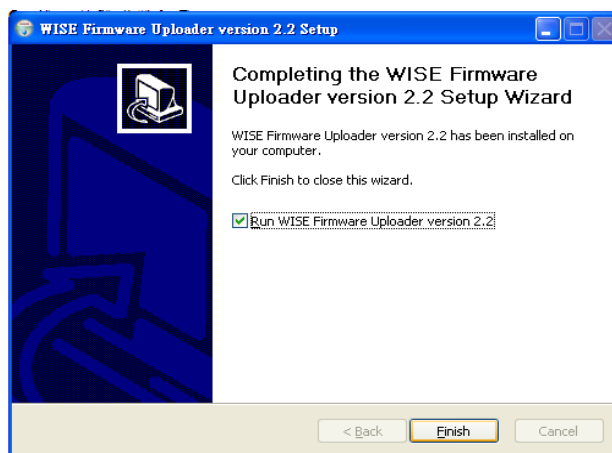 WISE Firmware Uploader version 2.2 Setup
Completing the WISE Firmware
Uploader version 2.2 Setup Wizard
WISE Firmware Uploader version 2.2 has been installed on
your computer.
Click Finish to close this wizard.
Run WISE Firmware Uploader version 2.2
< Back Finish Cancel